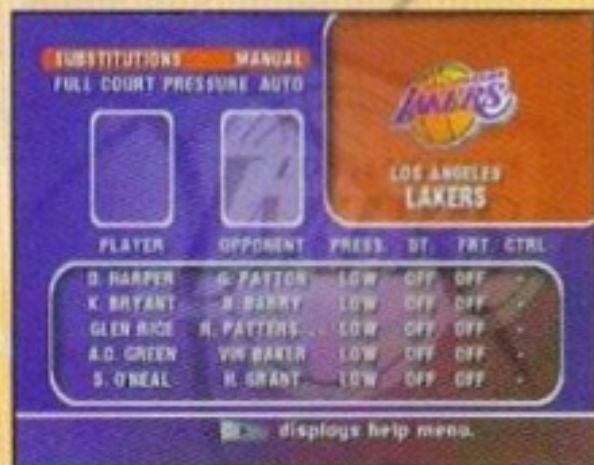 SUBSTITUTIONS MANUAL
FULL COURT PRESSURE AUTO
LAKERS
LOS ANGELES
LAKERS
PLAYER OPPONENT PRESS. DT. FRT. CTRL
D. HARPER G. PAYTON LOW OFF OFF -
K. BRYANT B. BARRY LOW OFF OFF -
GLEN RICE R. PATTERS... LOW OFF OFF -
A.C. GREEN VIN BAKER LOW OFF OFF -
S. O'NEAL H. GRANT LOW OFF OFF -
displays help menu.